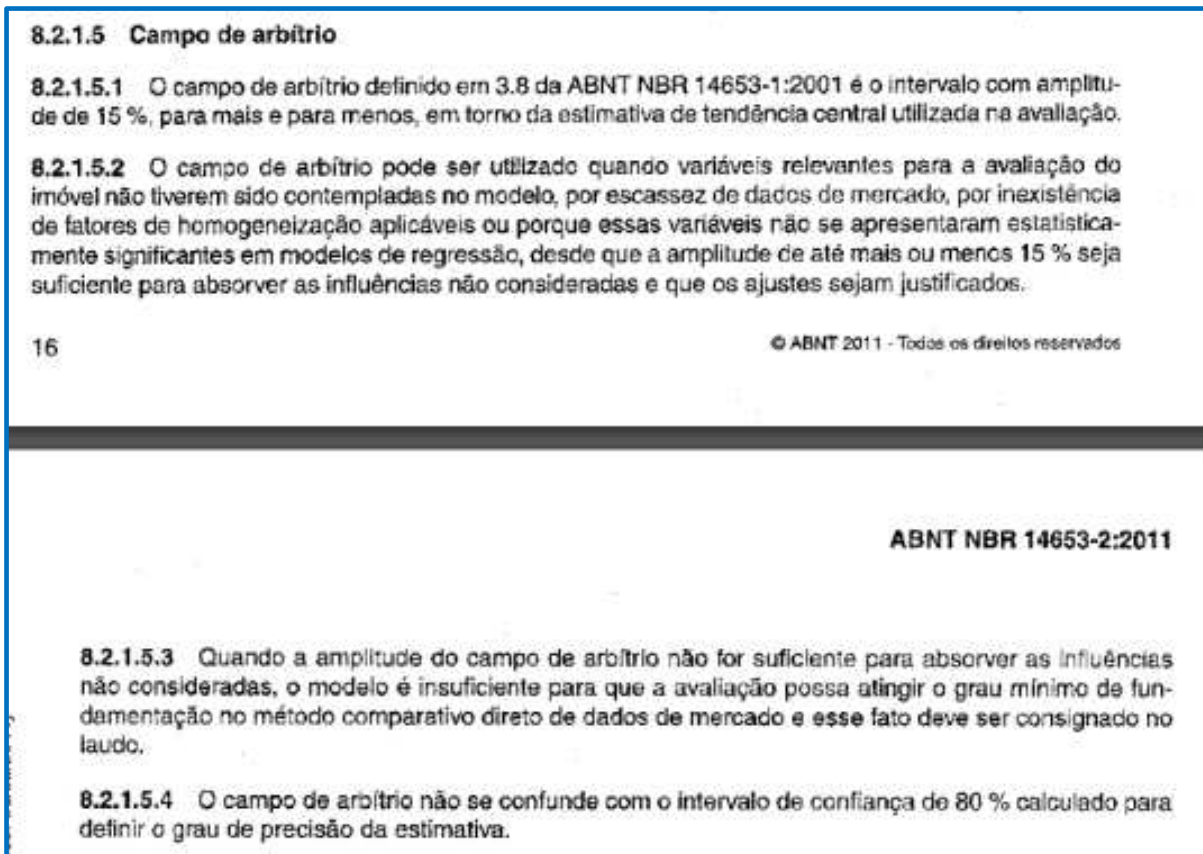 8.2.1.5 Campo de arbítrio
8.2.1.5.1 O campo de arbítrio definido em 3.8 da ABNT NBR 14653-1:2001 é o intervalo com amplitu-
de de 15 %, para mais e para menos, em torno da estimativa de tendência central utilizada na avaliação.
8.2.1.5.2 O campo de arbítrio pode ser utilizado quando variáveis relevantes para a avaliação do
imóvel não tiverem sido contempladas no modelo, por escassez de dados de mercado, por inexistência
de fatores de homogeneização aplicáveis ou porque essas variáveis não se apresentaram estatistica-
mente significantes em modelos de regressão, desde que a amplitude de até mais ou menos 15 % seja
suficiente para absorver as influências não consideradas e que os ajustes sejam justificados.
16
© ABNT 2011 - Todos os direitos reservados
ABNT NBR 14653-2:2011
8.2.1.5.3 Quando a amplitude do campo de arbítrio não for suficiente para absorver as influências
não consideradas, o modelo é insuficiente para que a avaliação possa atingir o grau mínimo de fun-
damentação no método comparativo direto de dados de mercado e esse fato deve ser consignado no
laudo.
8.2.1.5.4 O campo de arbítrio não se confunde com o intervalo de confiança de 80 % calculado para
definir o grau de precisão da estimativa.